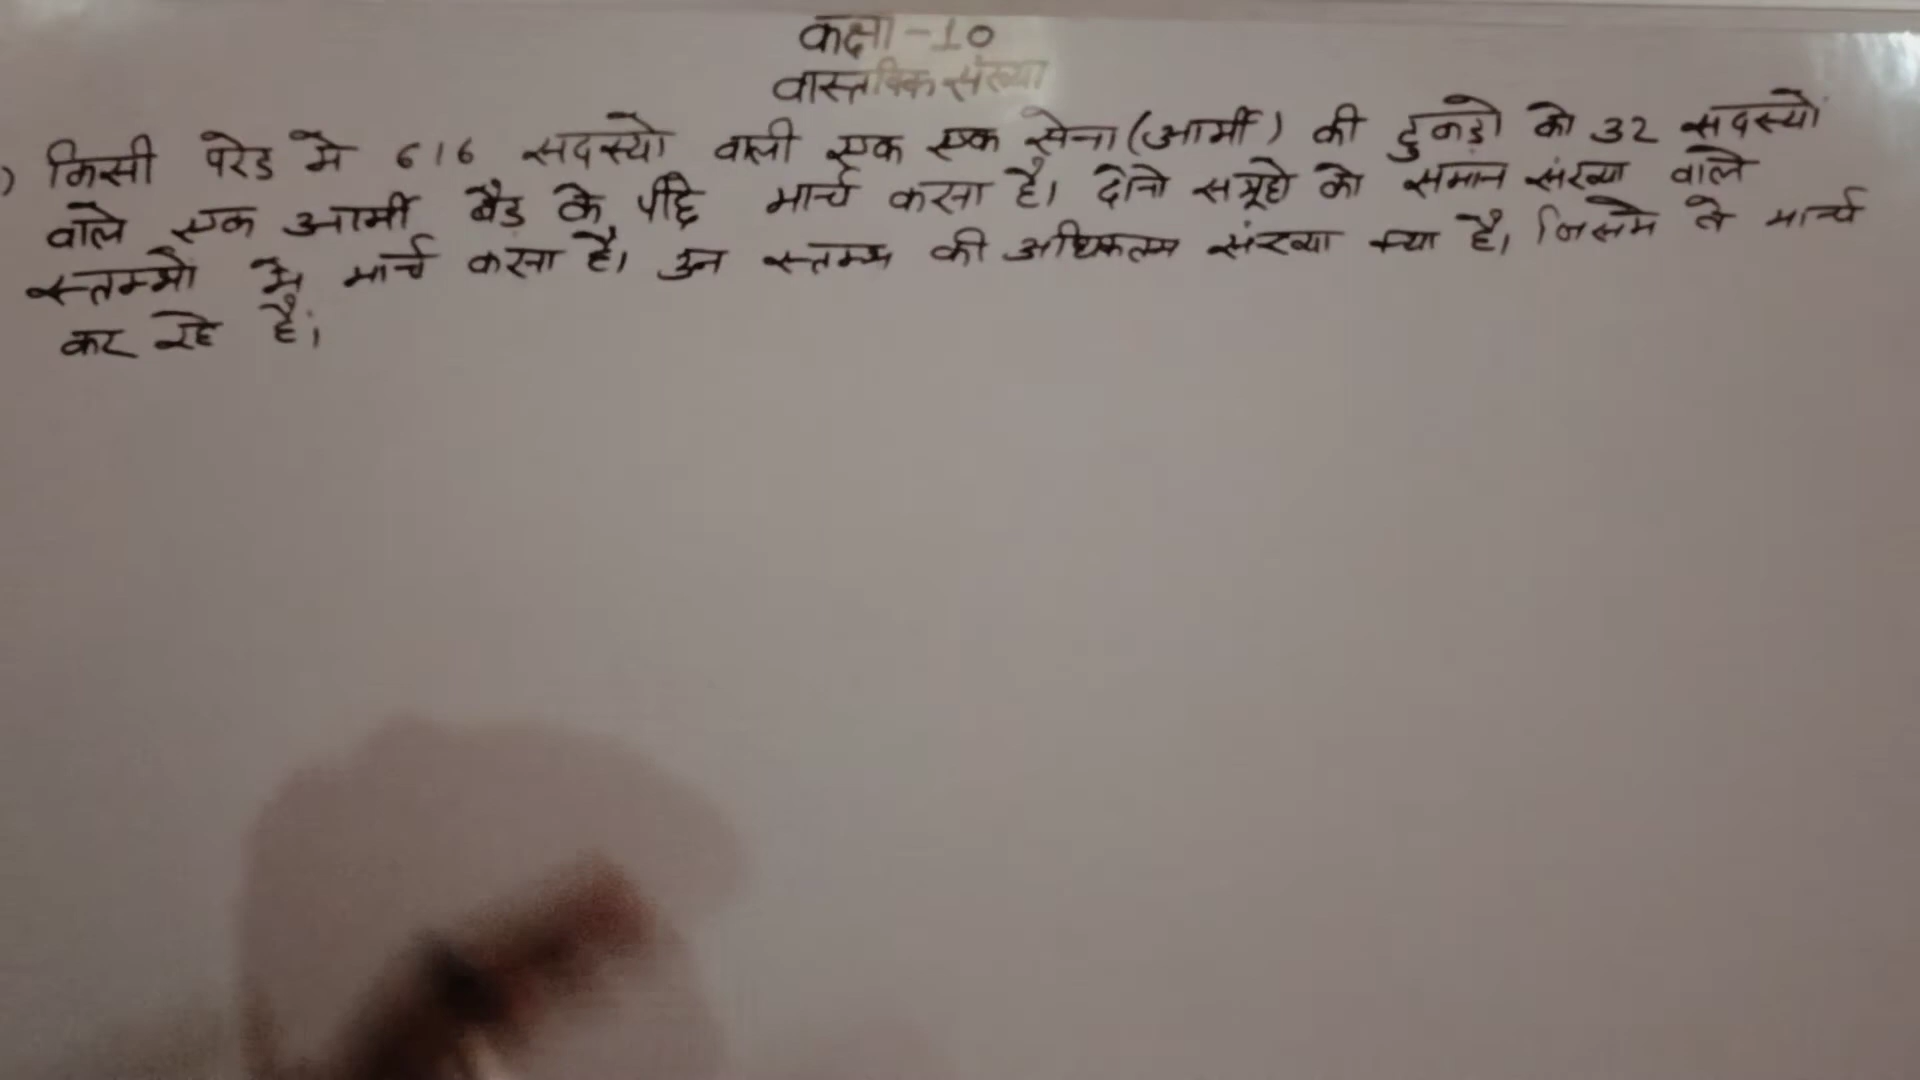 कक्षा -10
वास्तविक संख्या
) किसी परेड मे 616 सदस्यो वाली एक एक सेना (आर्मी) की टुकड़ी को 32 सदस्यो
वाले एक आर्मी बैंड के पीछे मार्च करना है। दोनो समूहो को समान संख्या वाले
स्तम्भो मे मार्च करना है। उन स्तम्भ की अधिकतम संख्या क्या है, जिसमे वे मार्च
कर रहे है।